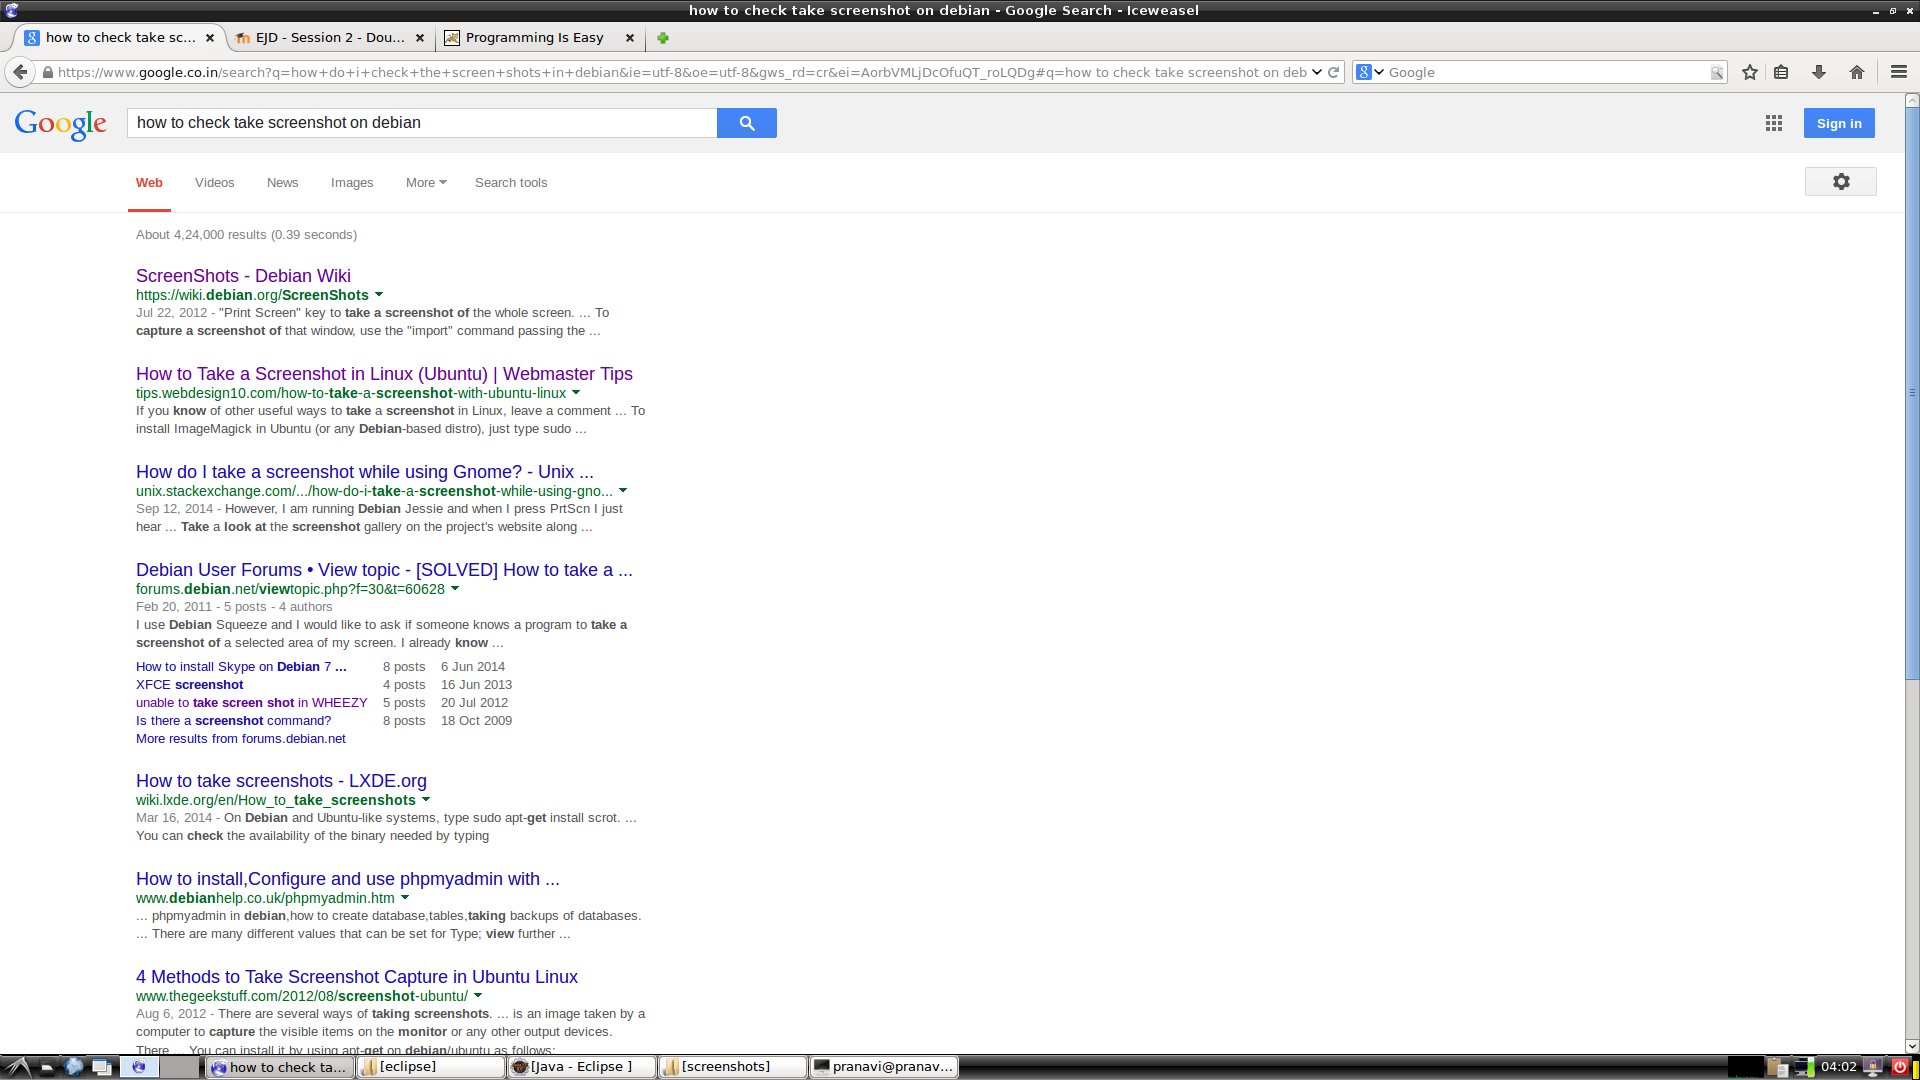 how to check take screenshot on debian - Google Search - Iceweasel
how to check take sc...
EJD - Session 2 - Dou...
Programming Is Easy
https://www.google.co.in/search?q=how+do+i+check+the+screen+shots+in+debian&ie=utf-8&oe=utf-8&gws_rd=cr&ei=AorbVMLjDcOfuQT_roLQDg#q=how to check take screenshot on deb
Google
Google
how to check take screenshot on debian
Sign in
Web
Videos
News
Images
More
Search tools
About 4,24,000 results (0.39 seconds)
ScreenShots - Debian Wiki
https://wiki.debian.org/ScreenShots
Jul 22, 2012 - "Print Screen" key to take a screenshot of the whole screen. ... To
capture a screenshot of that window, use the "import" command passing the ...
How to Take a Screenshot in Linux (Ubuntu) | Webmaster Tips
tips.webdesign10.com/how-to-take-a-screenshot-with-ubuntu-linux
If you know of other useful ways to take a screenshot in Linux, leave a comment ... To
install ImageMagick in Ubuntu (or any Debian-based distro), just type sudo ...
How do I take a screenshot while using Gnome? - Unix ...
unix.stackexchange.com/.../how-do-i-take-a-screenshot-while-using-gno...
Sep 12, 2014 - However, I am running Debian Jessie and when I press PrtScn I just
hear ... Take a look at the screenshot gallery on the project's website along ...
Debian User Forums • View topic - [SOLVED] How to take a ...
forums.debian.net/viewtopic.php?f=30&t=60628
Feb 20, 2011 - 5 posts - 4 authors
I use Debian Squeeze and I would like to ask if someone knows a program to take a
screenshot of a selected area of my screen. I already know ...
How to install Skype on Debian 7 ... 8 posts 6 Jun 2014
XFCE screenshot 4 posts 16 Jun 2013
unable to take screen shot in WHEEZY 5 posts 20 Jul 2012
Is there a screenshot command? 8 posts 18 Oct 2009
More results from forums.debian.net
How to take screenshots - LXDE.org
wiki.lxde.org/en/How_to_take_screenshots
Mar 16, 2014 - On Debian and Ubuntu-like systems, type sudo apt-get install scrot. ...
You can check the availability of the binary needed by typing
How to install,Configure and use phpmyadmin with ...
www.debianhelp.co.uk/phpmyadmin.htm
... phpmyadmin in debian,how to create database,tables,taking backups of databases.
... There are many different values that can be set for Type; view further ...
4 Methods to Take Screenshot Capture in Ubuntu Linux
www.thegeekstuff.com/2012/08/screenshot-ubuntu/
Aug 6, 2012 - There are several ways of taking screenshots. ... is an image taken by a
computer to capture the visible items on the monitor or any other output devices.
There ... You can install it by using apt-get on debian/ubuntu as follows:
how to check ta...
[eclipse]
[Java - Eclipse ]
[screenshots]
pranavi@pranav...
04:02